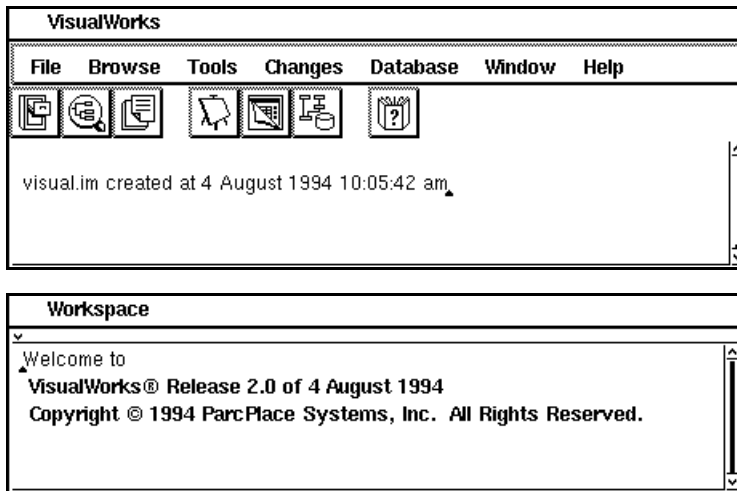 VisualWorks
File Browse Tools Changes Database Window Help
?
visual.im created at 4 August 1994 10:05:42 am
Workspace
Welcome to
VisualWorks® Release 2.0 of 4 August 1994
Copyright © 1994 ParcPlace Systems, Inc. All Rights Reserved.